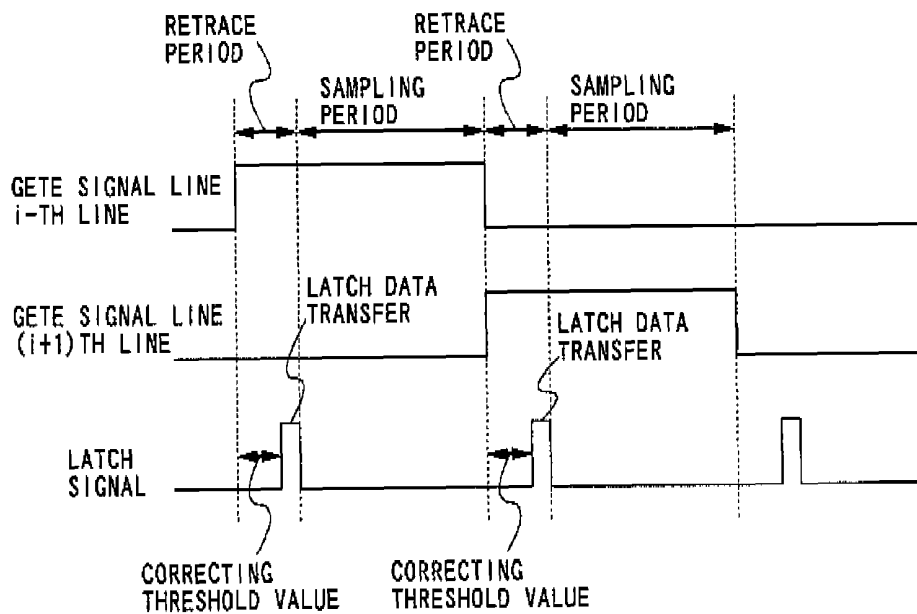 RETRACE
PERIOD
RETRACE
PERIOD
SAMPLING
PERIOD
SAMPLING
PERIOD
GETE SIGNAL LINE
i-TH LINE
LATCH DATA
TRANSFER
LATCH DATA
TRANSFER
GETE SIGNAL LINE
(i+1)TH LINE
LATCH
SIGNAL
CORRECTING
THRESHOLD VALUE
CORRECTING
THRESHOLD VALUE